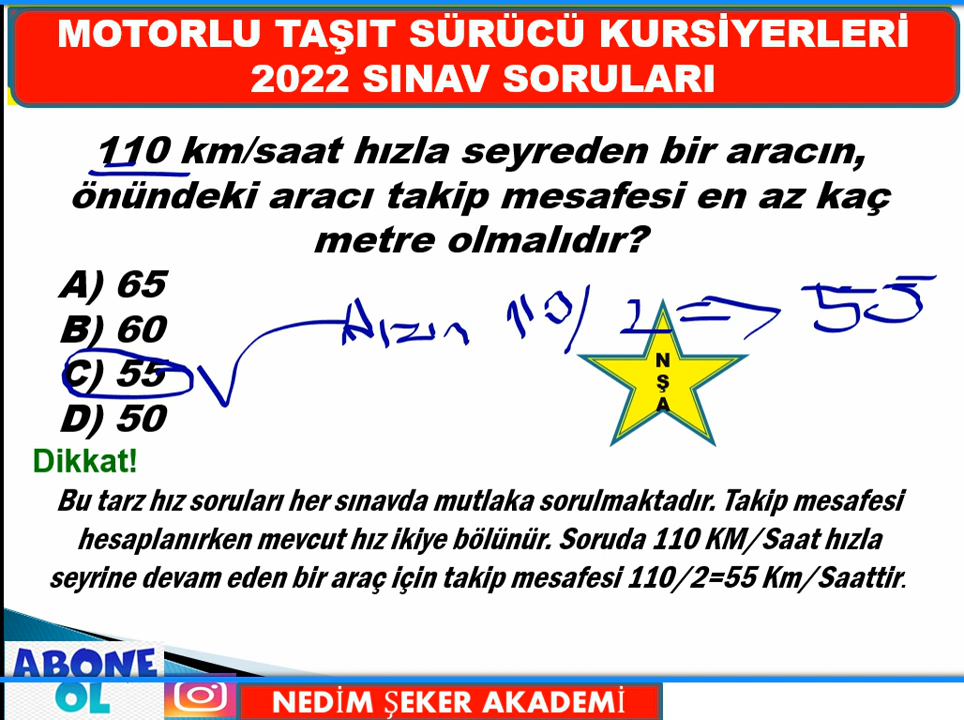 MOTORLU TAŞIT SÜRÜCÜ KURSİYERLERİ
2022 SINAV SORULARI
110 km/saat hızla seyreden bir aracın,
önündeki aracı takip mesafesi en az kaç
metre olmalıdır?
A) 65
B) 60
C) 55
D) 50
Hızın 110/2 => 55
N
Ş
A
Dikkat!
Bu tarz hız soruları her sınavda mutlaka sorulmaktadır. Takip mesafesi
hesaplanırken mevcut hız ikiye bölünür. Soruda 110 KM/Saat hızla
seyrine devam eden bir araç için takip mesafesi 110/2=55 Km/Saattir.
ABONE
OL
NEDİM ŞEKER AKADEMİ